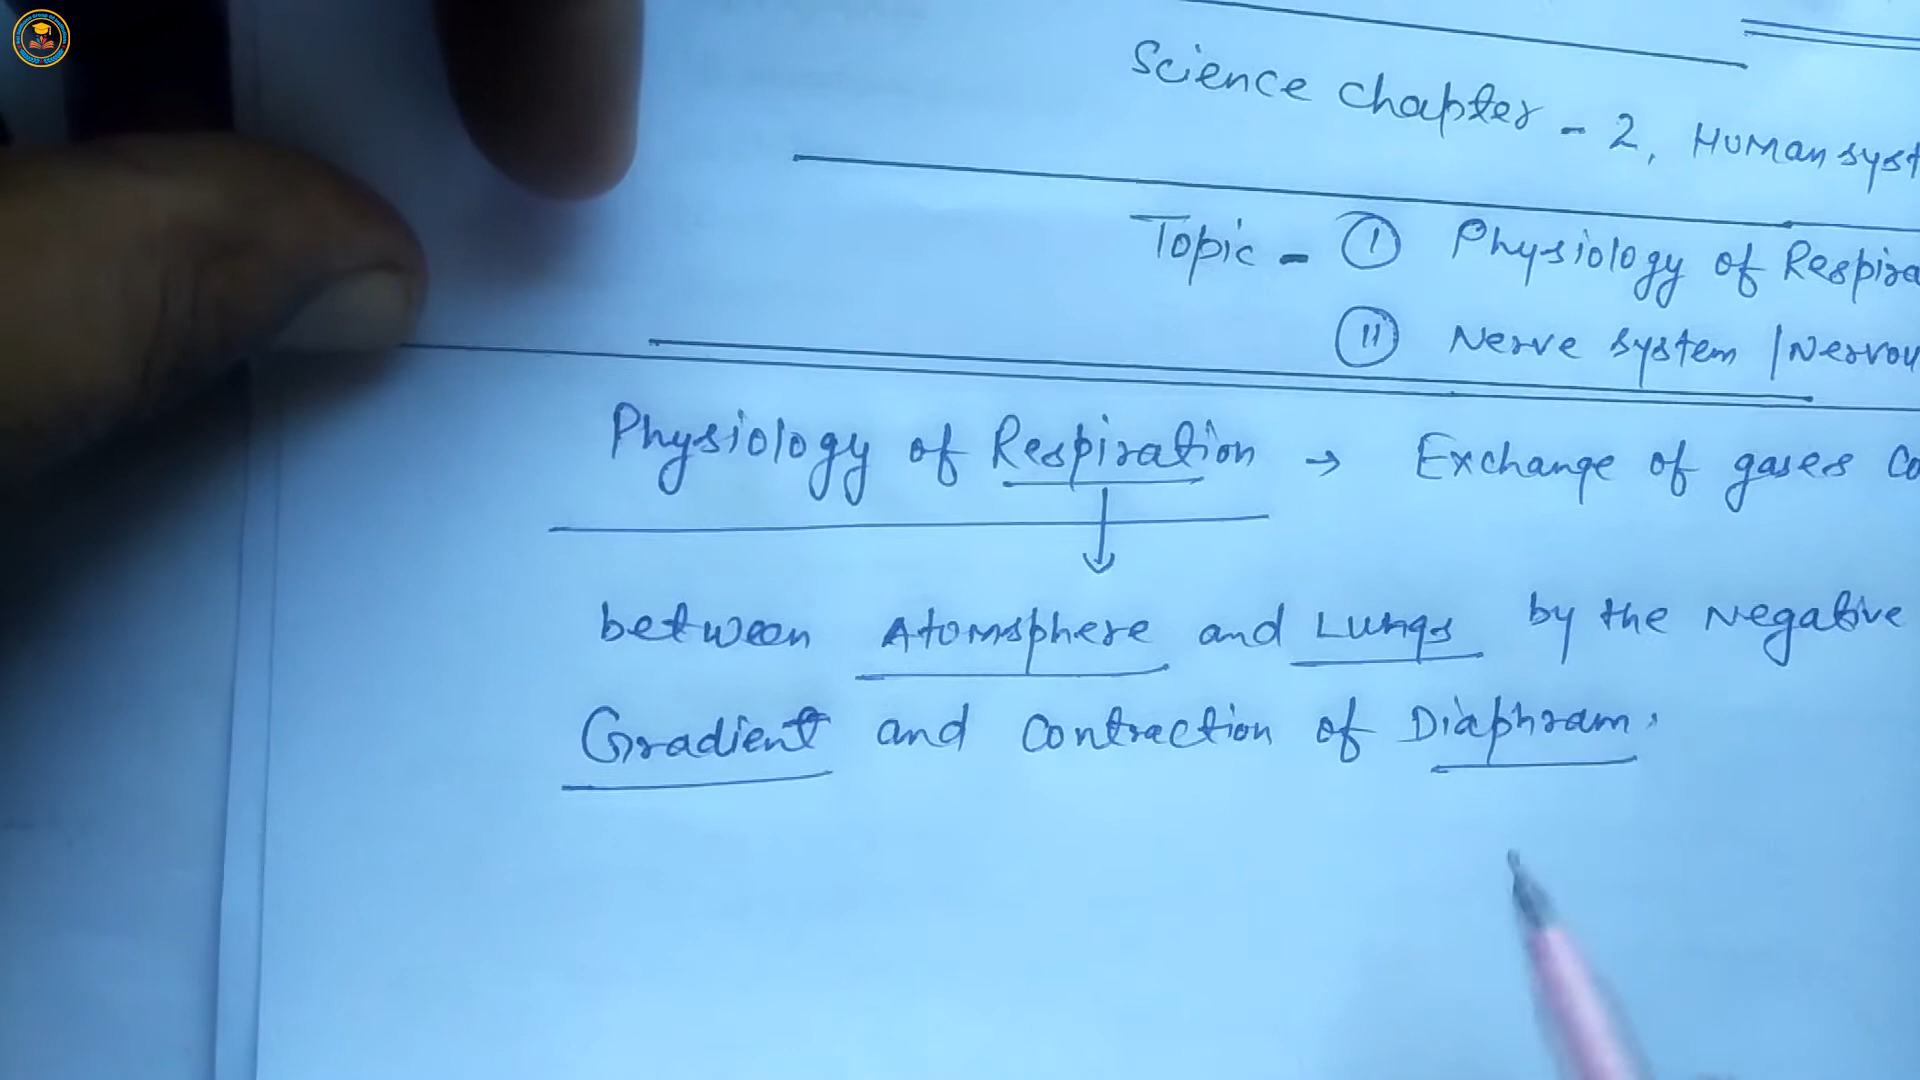 Science chapter - 2, Human syst
Topic - I Physiology of Respira
II Nerve system / Nervou
Physiology of Respiration → Exchange of gases co
between Atomsphere and Lungs by the Negative
Gradient and contraction of Diaphram.